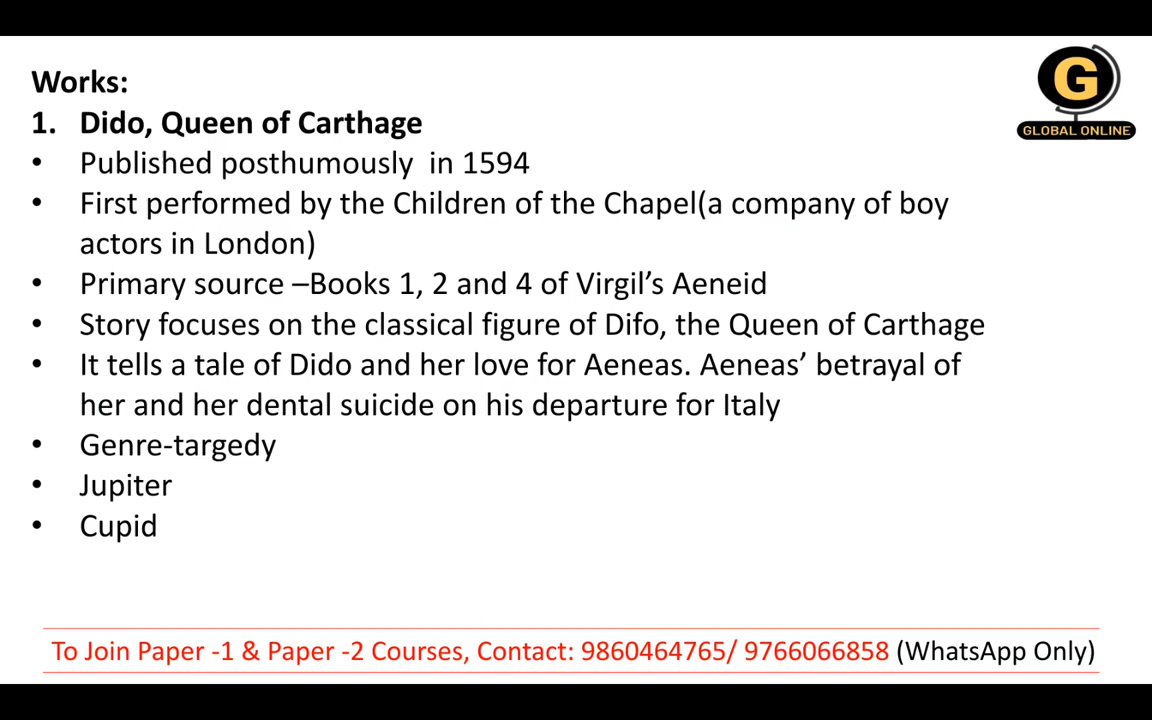 Works:
1. Dido, Queen of Carthage
• Published posthumously in 1594
• First performed by the Children of the Chapel(a company of boy
actors in London)
• Primary source –Books 1, 2 and 4 of Virgil’s Aeneid
• Story focuses on the classical figure of Difo, the Queen of Carthage
• It tells a tale of Dido and her love for Aeneas. Aeneas’ betrayal of
her and her dental suicide on his departure for Italy
• Genre-targedy
• Jupiter
• Cupid
G
GLOBAL ONLINE
To Join Paper -1 & Paper -2 Courses, Contact: 9860464765/ 9766066858 (WhatsApp Only)